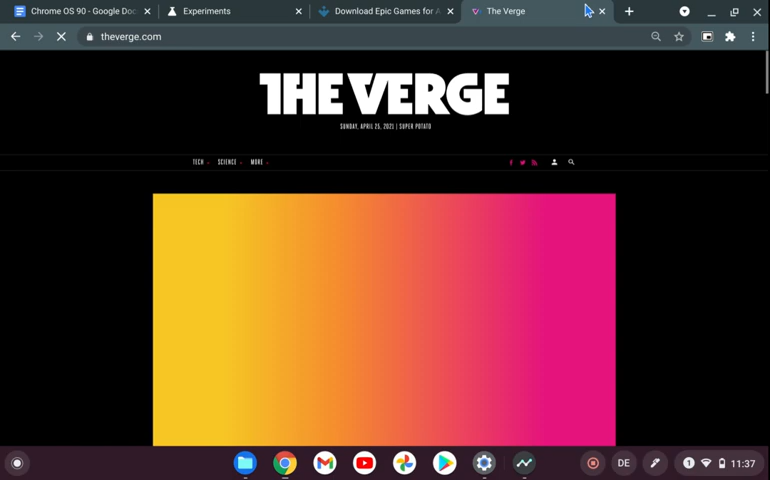 Chrome OS 90 - Google Doc
Experiments
Download Epic Games for A
The Verge
theverge.com
THE VERGE
SUNDAY, APRIL 25, 2021 | SUPER POTATO
TECH
SCIENCE
MORE
DE
1
11:37